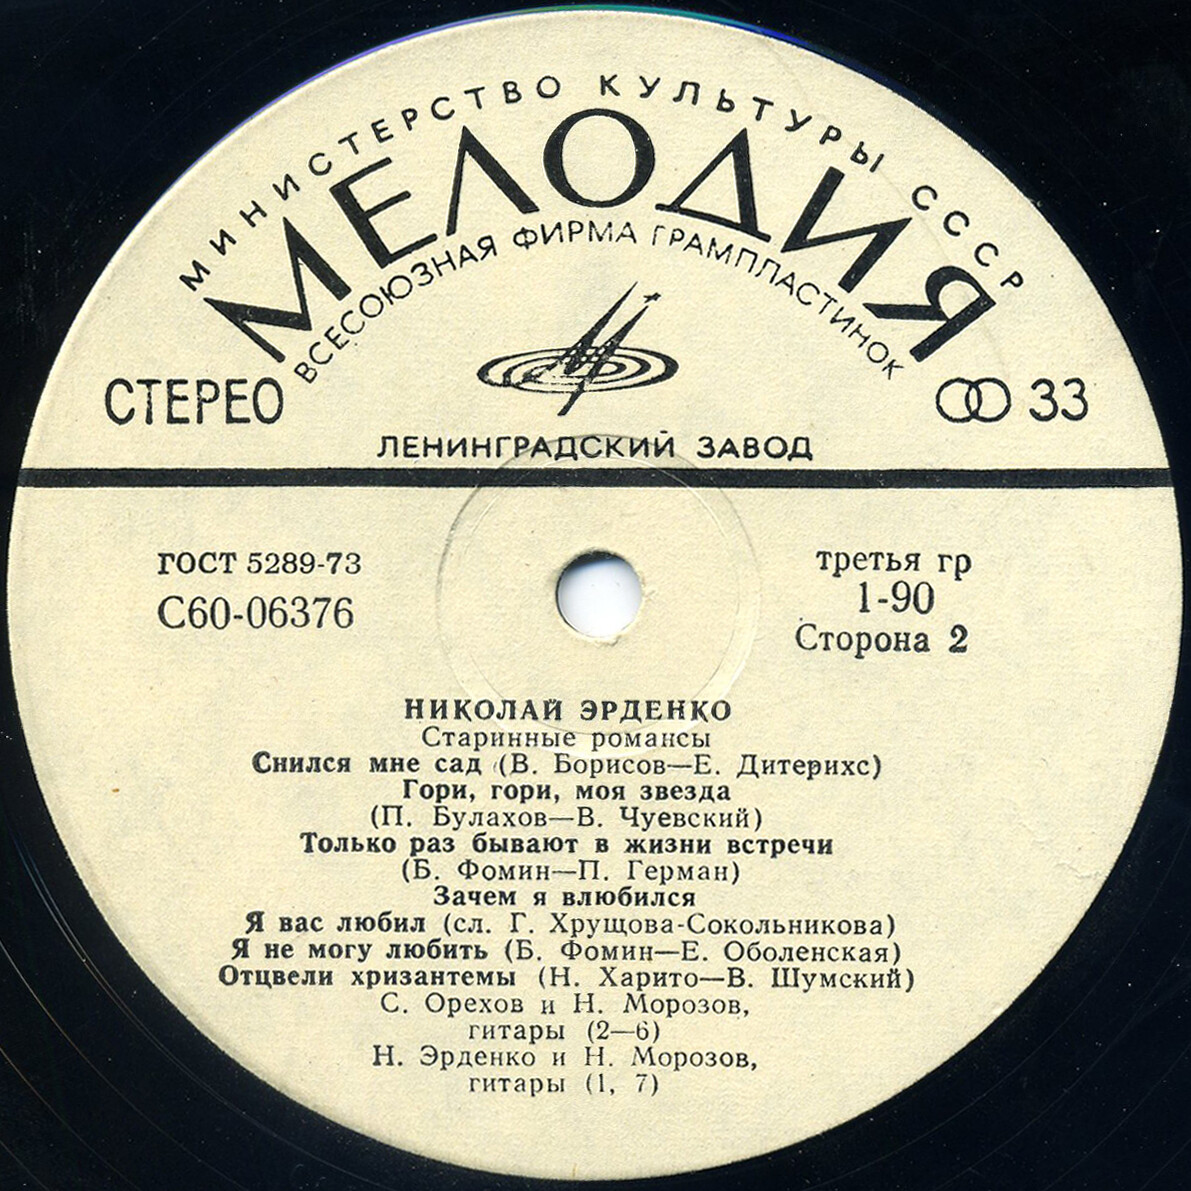 МИНИСТЕРСТВО КУЛЬТУРЫ СССР
МЕЛОДИЯ
ВСЕСОЮЗНАЯ ФИРМА ГРАМПЛАСТИНОК
СТЕРЕО
33
ЛЕНИНГРАДСКИЙ ЗАВОД
ГОСТ 5289-73
С60-06376
третья гр
1-90
Сторона 2
НИКОЛАЙ ЭРДЕНКО
Старинные романсы
Снился мне сад (В. Борисов—Е. Дитерихс)
Гори, гори, моя звезда
(П. Булахов—В. Чуевский)
Только раз бывают в жизни встречи
(Б. Фомин—П. Герман)
Зачем я влюбился
Я вас любил (сл. Г. Хрущова-Сокольникова)
Я не могу любить (Б. Фомин—Е. Оболенская)
Отцвели хризантемы (Н. Харито—В. Шумский)
С. Орехов и Н. Морозов,
гитары (2—6)
Н. Эрденко и Н. Морозов,
гитары (1, 7)